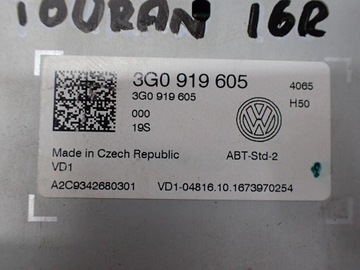 TOURAN 16R
3G0 919 605
3G0 919 605
4065
H50
000
19S
Made in Czech Republic
VD1
ABT-Std-2
A2C9342680301
VD1-04816.10.1673970254